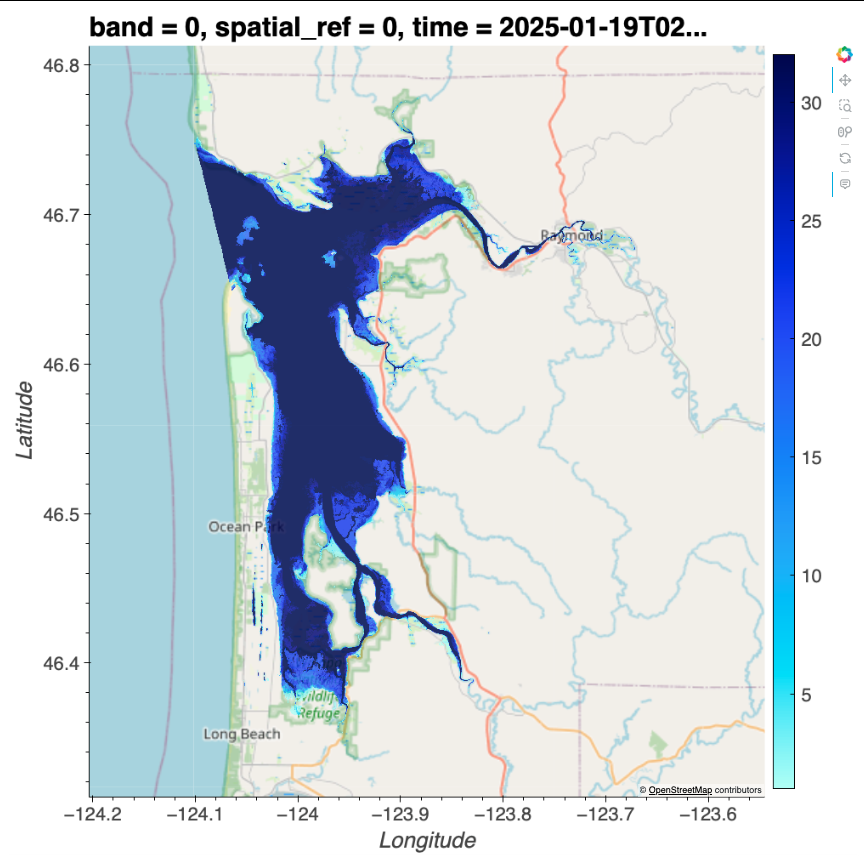 band = 0, spatial_ref = 0, time = 2025-01-19T02...
46.8
30
46.7
Raymond
25
20
46.6
Latitude
15
Ocean Park
46.5
10
46.4
5
Refuge
Long Beach
© OpenStreetMap contributors
−124.2 −124.1 −124 −123.9 −123.8 −123.7 −123.6
Longitude